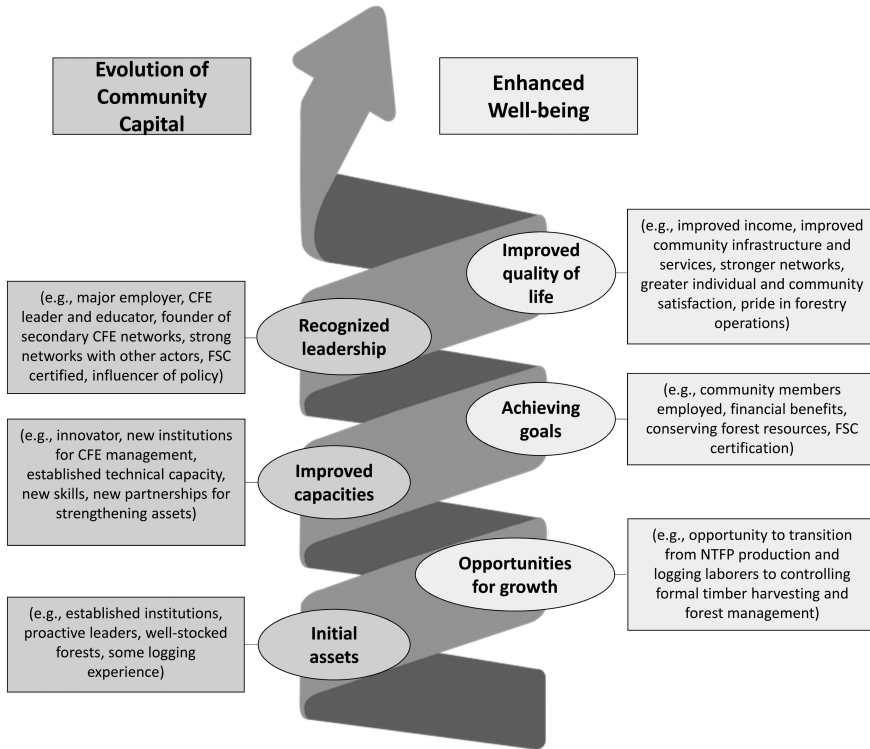 Evolution of
Community
Capital
Enhanced
Well-being
Improved
quality of
life
(e.g., improved income, improved
community infrastructure and
services, stronger networks,
greater individual and community
satisfaction, pride in forestry
operations)
(e.g., major employer, CFE
leader and educator, founder of
secondary CFE networks, strong
networks with other actors, FSC
certified, influencer of policy)
Recognized
leadership
Achieving
goals
(e.g., community members
employed, financial benefits,
conserving forest resources, FSC
certification)
(e.g., innovator, new institutions
for CFE management,
established technical capacity,
new skills, new partnerships for
strengthening assets)
Improved
capacities
Opportunities
for growth
(e.g., opportunity to transition
from NTFP production and
logging laborers to controlling
formal timber harvesting and
forest management)
(e.g., established institutions,
proactive leaders, well-stocked
forests, some logging
experience)
Initial
assets